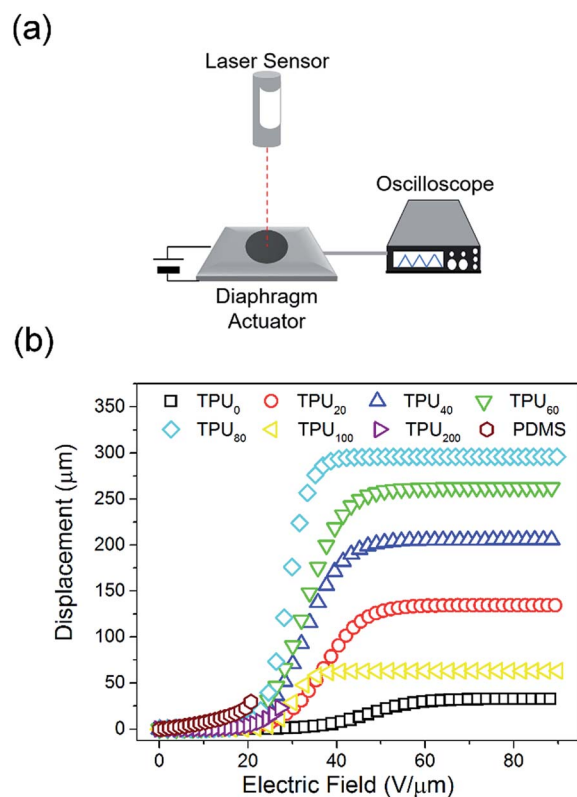 (a)
Laser Sensor
Oscilloscope
Diaphragm
Actuator
(b)
350
300
250
200
150
100
50
0
Displacement (μm)
TPU₀ TPU₂₀ TPU₄₀ TPU₆₀
TPU₈₀ TPU₁₀₀ TPU₂₀₀ PDMS
0 20 40 60 80
Electric Field (V/μm)